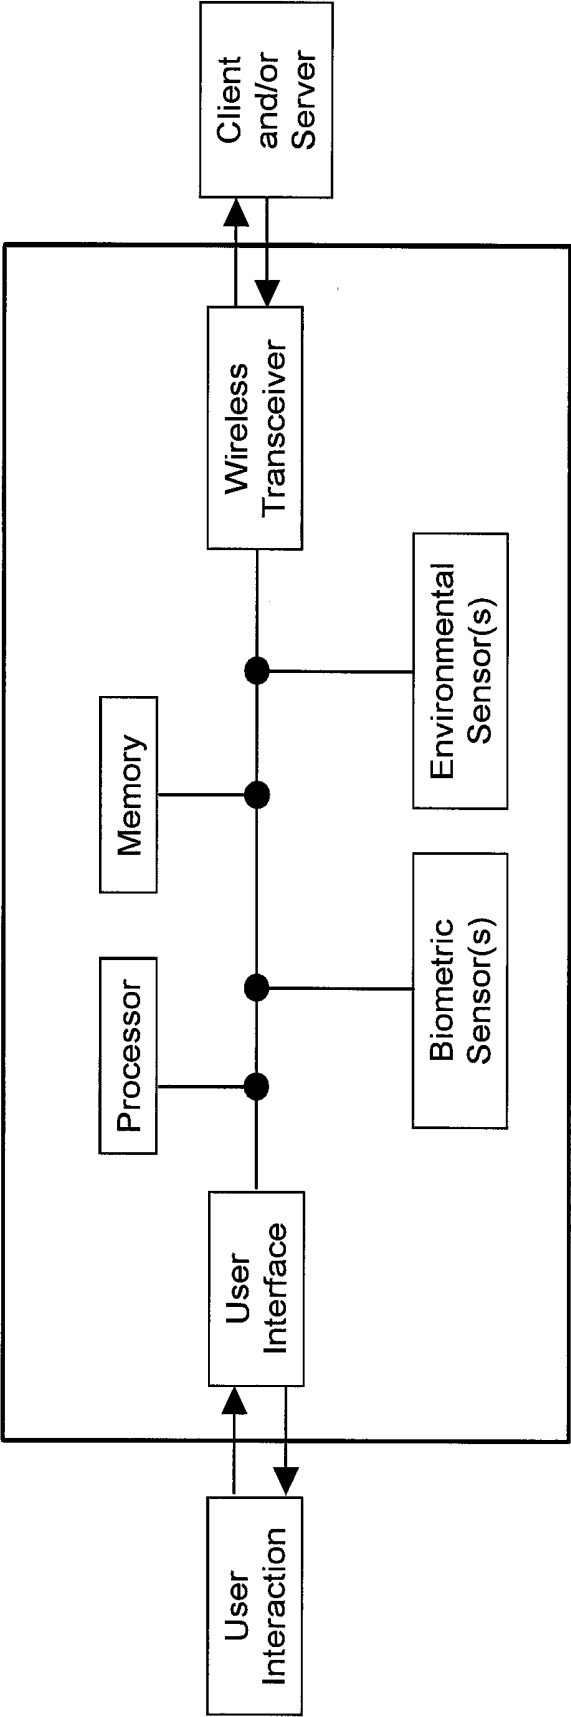 User
Interaction
User
Interface
Processor
Memory
Biometric
Sensor(s)
Environmental
Sensor(s)
Wireless
Transceiver
Client
and/or
Server